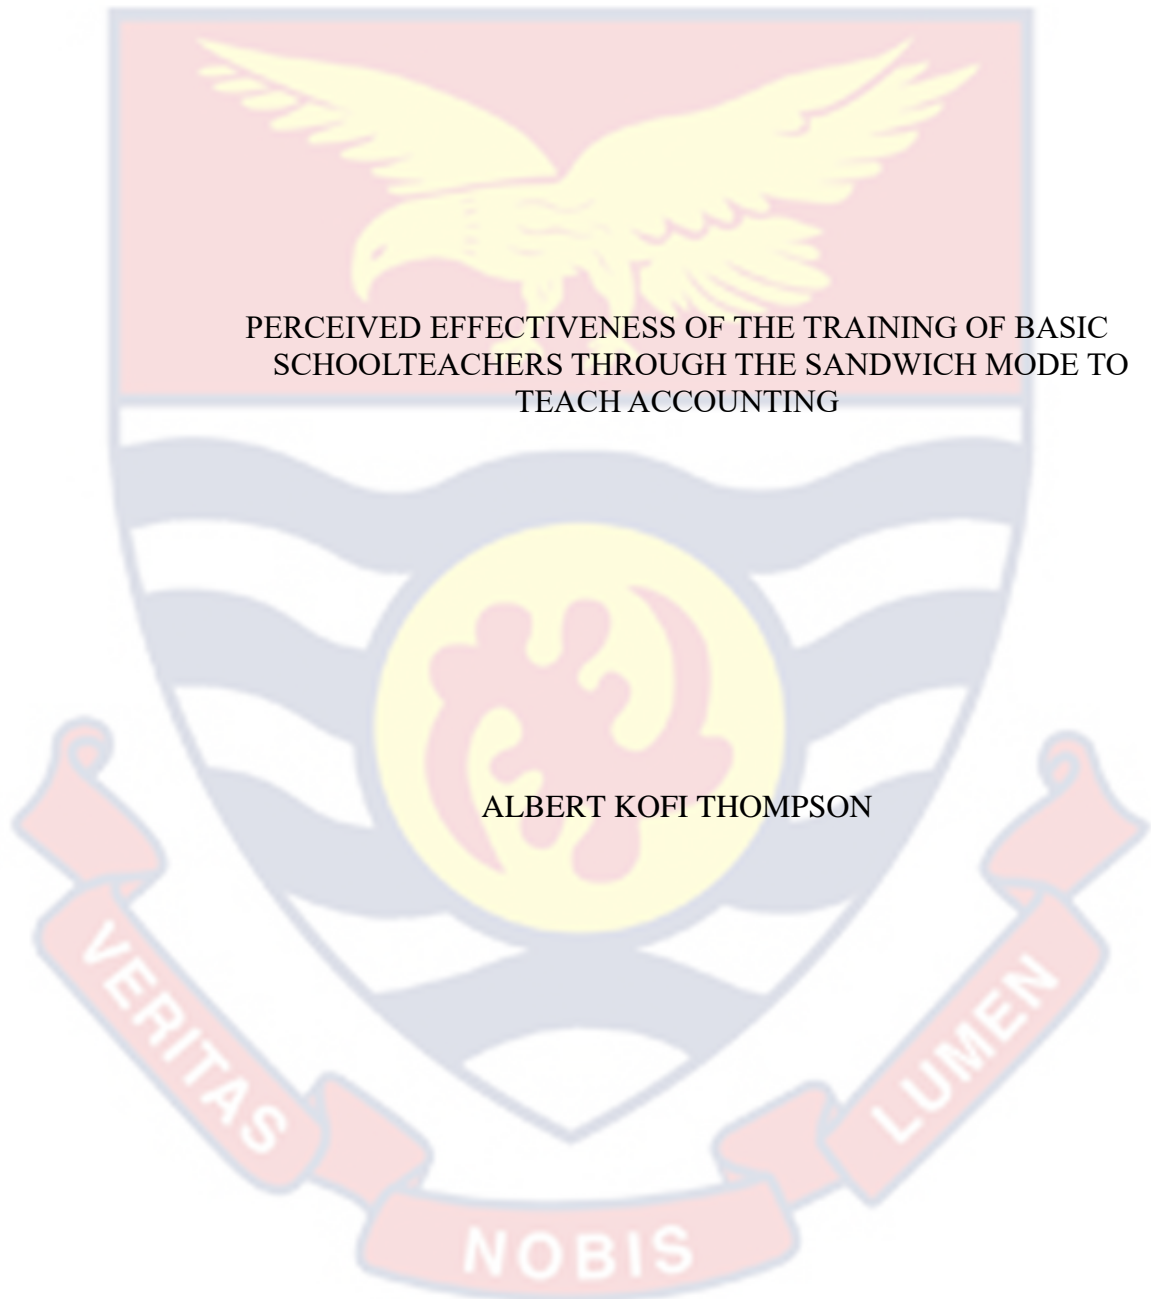 PERCEIVED EFFECTIVENESS OF THE TRAINING OF BASIC
SCHOOLTEACHERS THROUGH THE SANDWICH MODE TO
TEACH ACCOUNTING
ALBERT KOFI THOMPSON
VERITAS
NOBIS
LUMEN